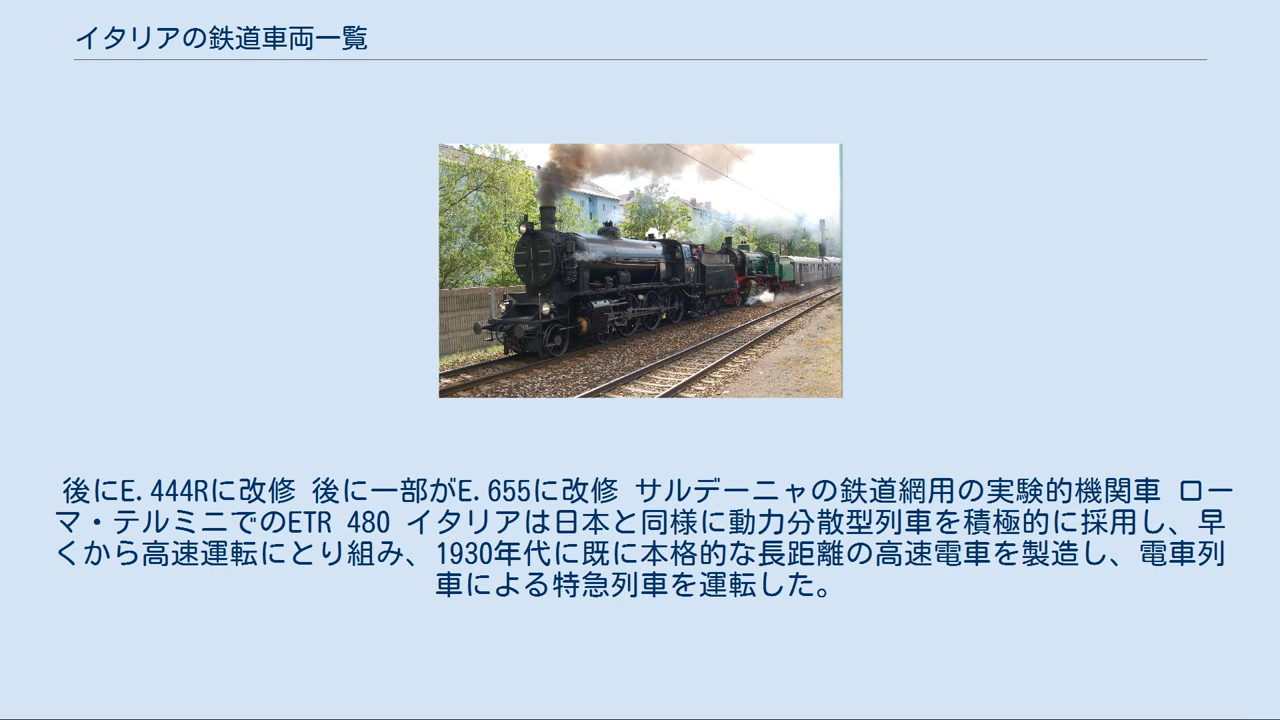 イタリアの鉄道車両一覧
後にE.444Rに改修 後に一部がE.655に改修 サルデーニャの鉄道網用の実験的機関車 ロー
マ・テルミニでのETR 480 イタリアは日本と同様に動力分散型列車を積極的に採用し、早
くから高速運転にとり組み、1930年代に既に本格的な長距離の高速電車を製造し、電車列
車による特急列車を運転した。